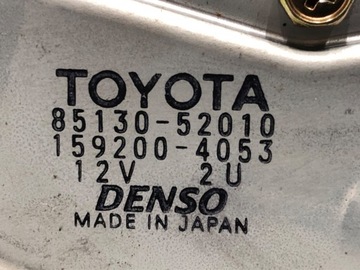 TOYOTA
85130-52010
159200-4053
12V 2U
DENSO
MADE IN JAPAN